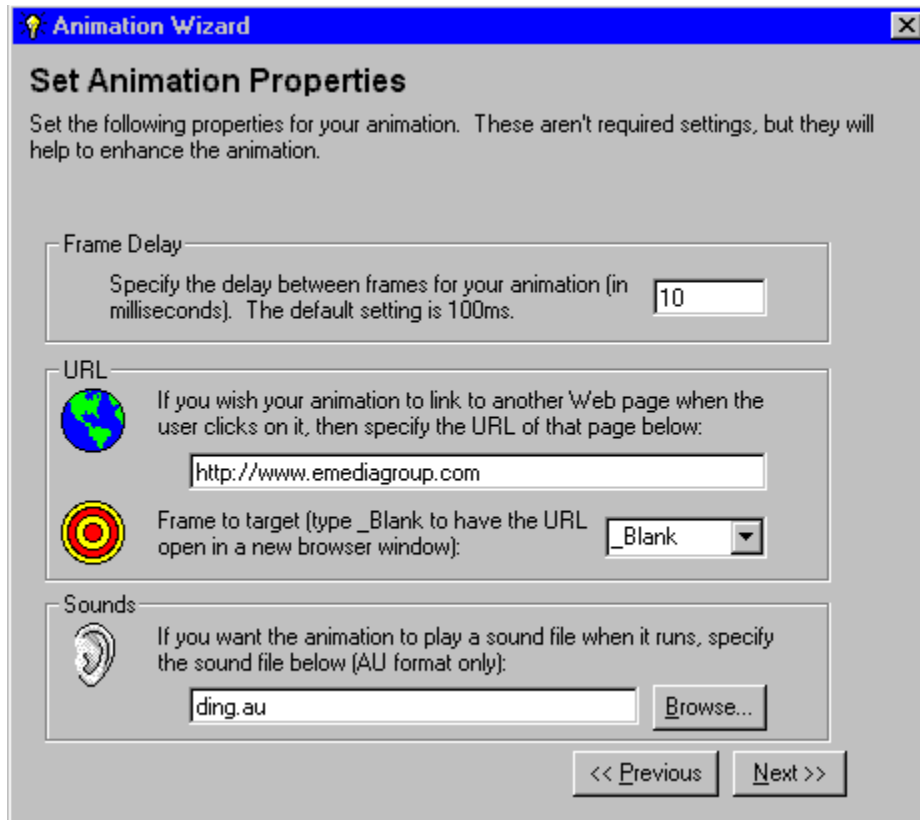 Animation Wizard
Set Animation Properties
Set the following properties for your animation.  These aren't required settings, but they will
help to enhance the animation.
Frame Delay
Specify the delay between frames for your animation (in
milliseconds).  The default setting is 100ms.
10
URL
If you wish your animation to link to another Web page when the
user clicks on it, then specify the URL of that page below:
http://www.emediagroup.com
Frame to target (type _Blank to have the URL
open in a new browser window):
_Blank
Sounds
If you want the animation to play a sound file when it runs, specify
the sound file below (AU format only):
ding.au
Browse...
<< Previous
Next >>